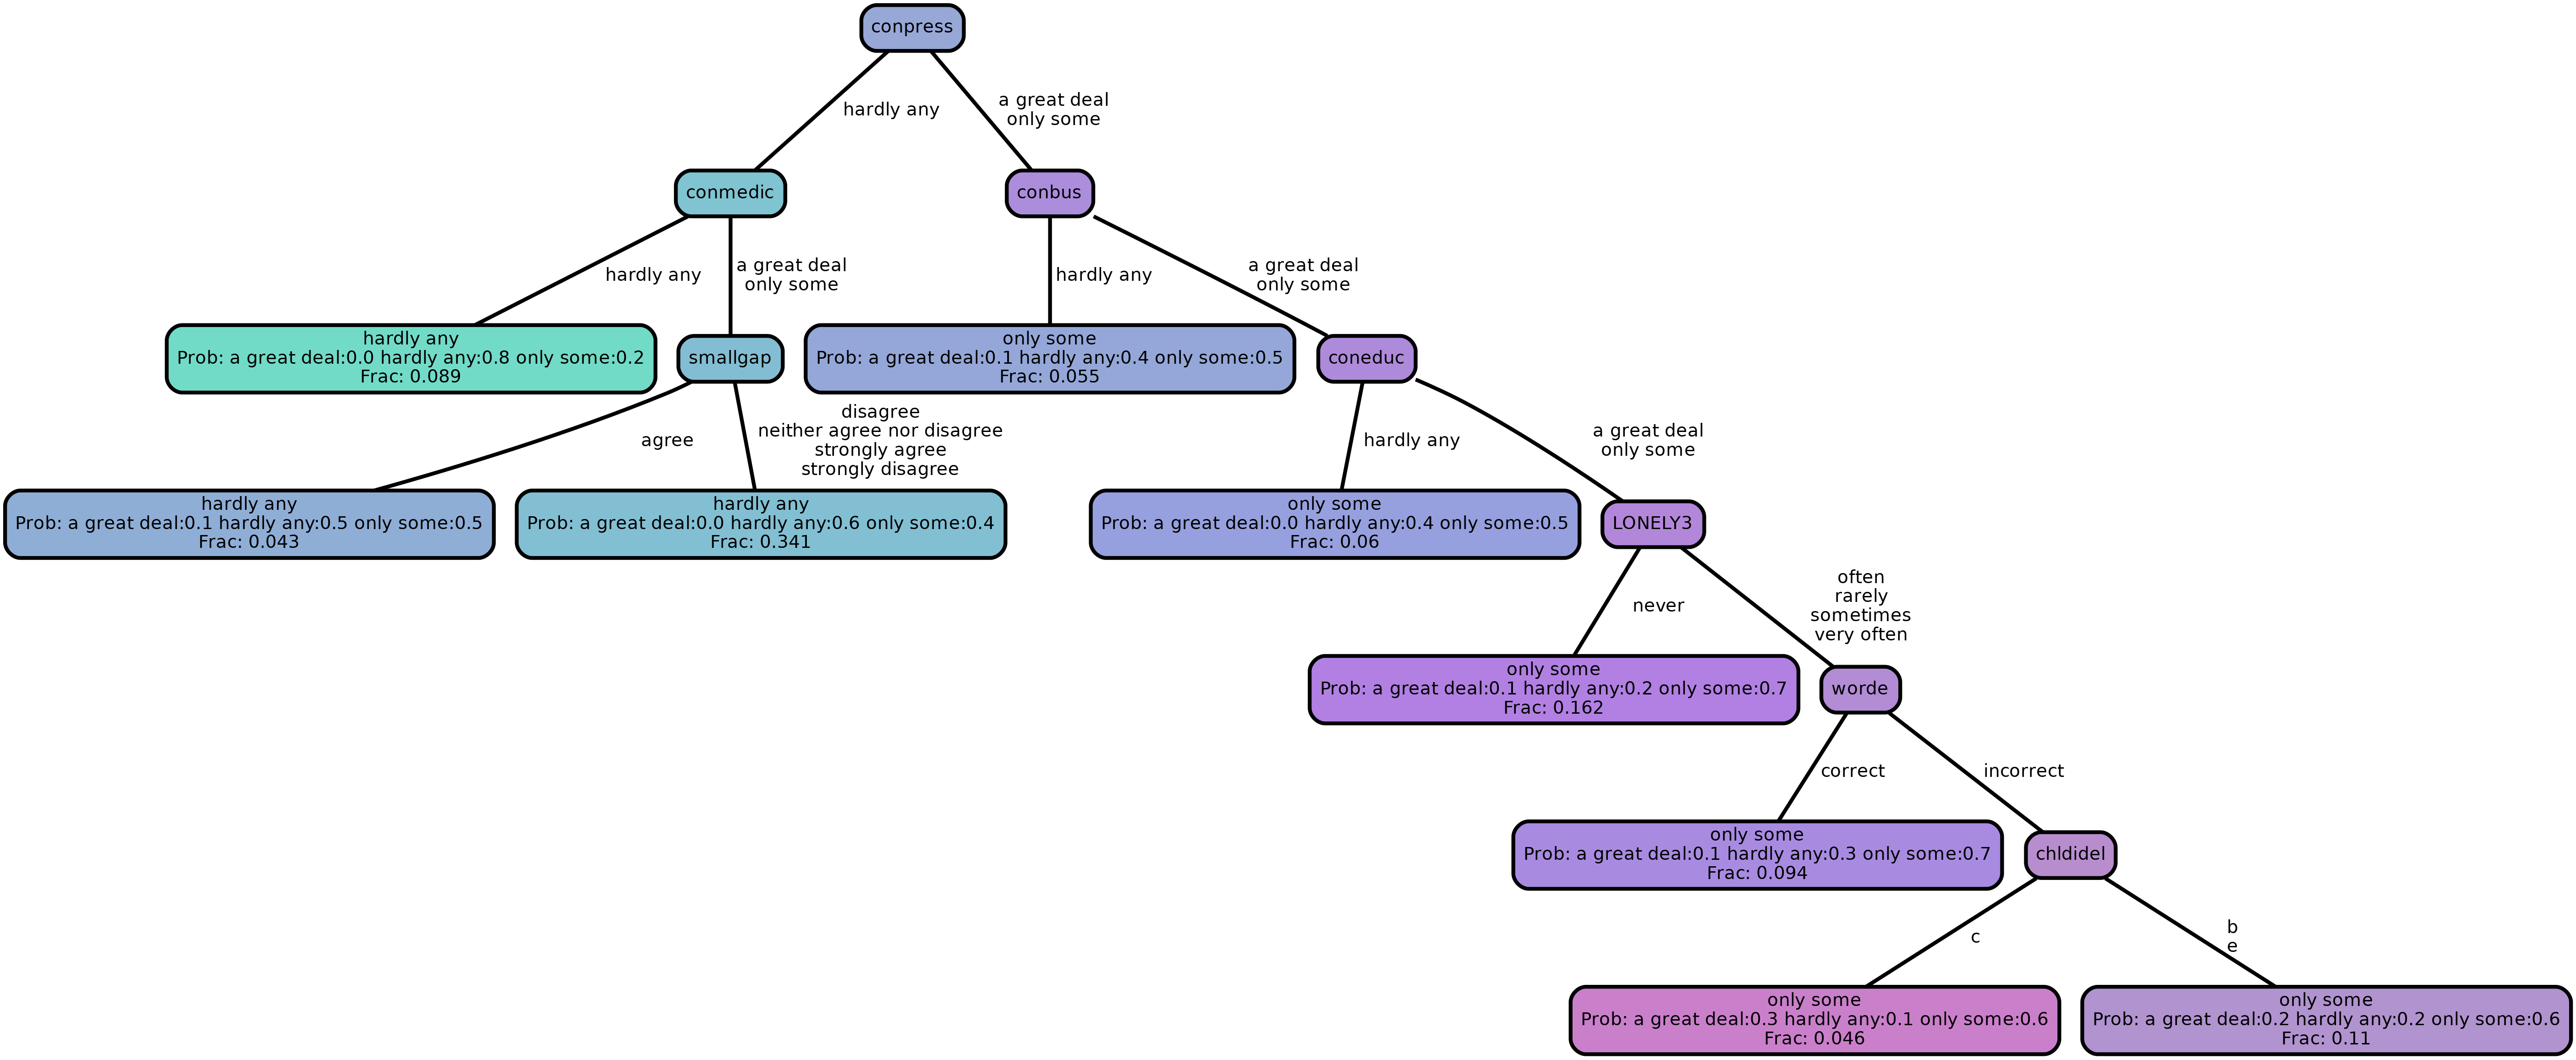 conpress
hardly any
a great deal
only some
conmedic
conbus
hardly any
a great deal
only some
hardly any
a great deal
only some
hardly any
Prob: a great deal:0.0 hardly any:0.8 only some:0.2
Frac: 0.089
smallgap
only some
Prob: a great deal:0.1 hardly any:0.4 only some:0.5
Frac: 0.055
coneduc
agree
disagree
neither agree nor disagree
strongly agree
strongly disagree
hardly any
a great deal
only some
hardly any
Prob: a great deal:0.1 hardly any:0.5 only some:0.5
Frac: 0.043
hardly any
Prob: a great deal:0.0 hardly any:0.6 only some:0.4
Frac: 0.341
only some
Prob: a great deal:0.0 hardly any:0.4 only some:0.5
Frac: 0.06
LONELY3
never
often
rarely
sometimes
very often
only some
Prob: a great deal:0.1 hardly any:0.2 only some:0.7
Frac: 0.162
worde
correct
incorrect
only some
Prob: a great deal:0.1 hardly any:0.3 only some:0.7
Frac: 0.094
chldidel
c
b
e
only some
Prob: a great deal:0.3 hardly any:0.1 only some:0.6
Frac: 0.046
only some
Prob: a great deal:0.2 hardly any:0.2 only some:0.6
Frac: 0.11